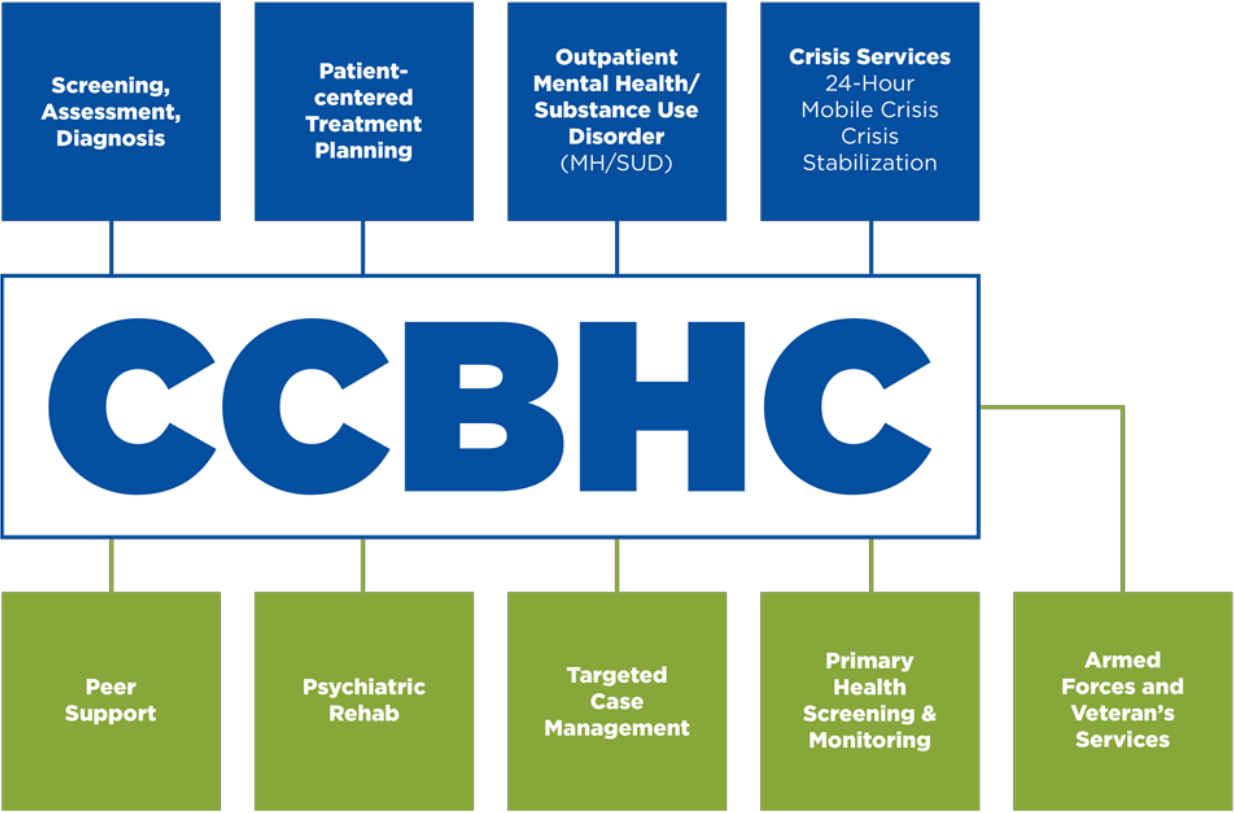 Screening,
Assessment,
Diagnosis
Patient-
centered
Treatment
Planning
Outpatient
Mental Health/
Substance Use
Disorder
(MH/SUD)
Crisis Services
24-Hour
Mobile Crisis
Crisis
Stabilization
CCBHC
Peer
Support
Psychiatric
Rehab
Targeted
Case
Management
Primary
Health
Screening &
Monitoring
Armed
Forces and
Veteran's
Services